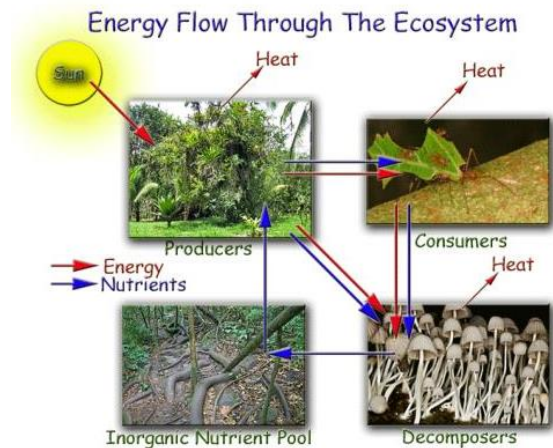 Energy Flow Through The Ecosystem
Sun
Heat
Heat
Producers
Consumers
Energy
Nutrients
Heat
Inorganic Nutrient Pool
Decomposers